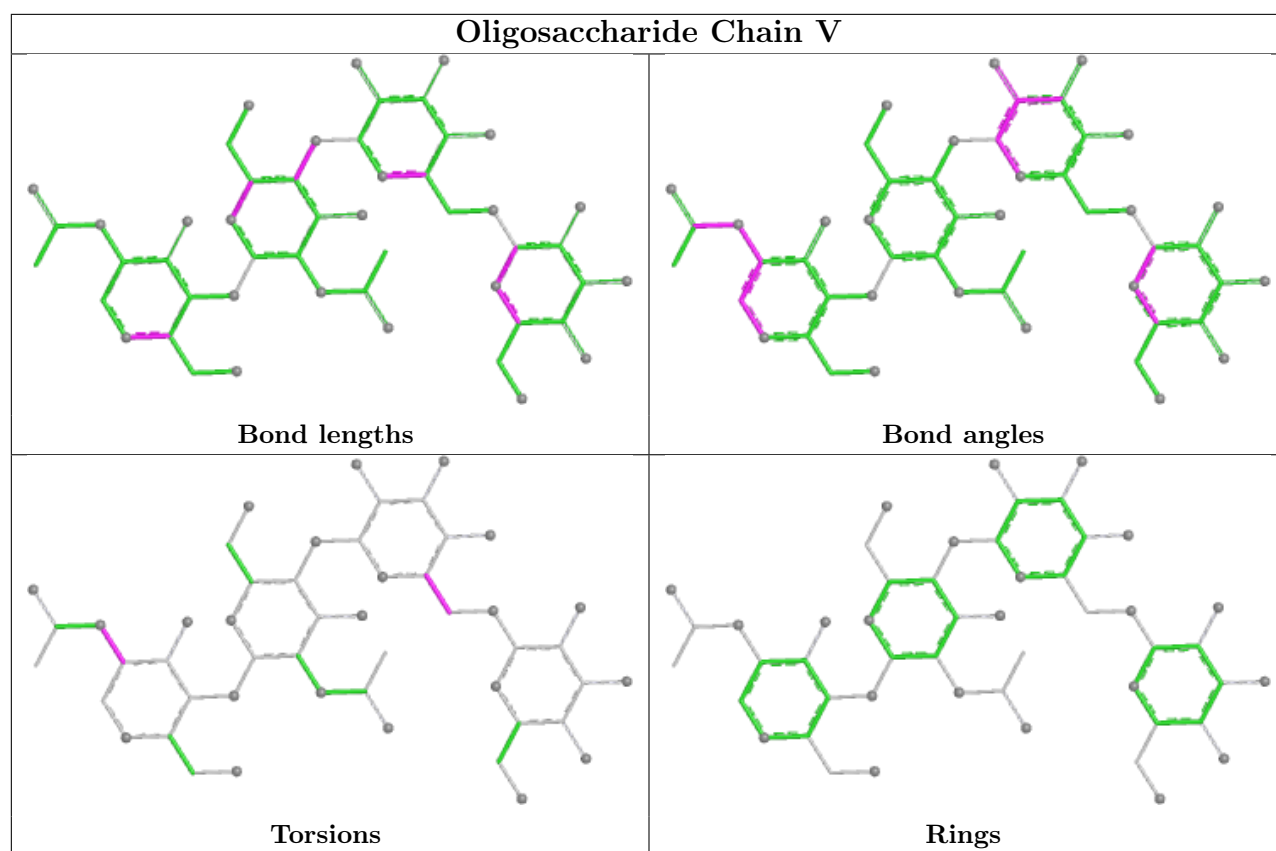 Oligosaccharide Chain V
Bond lengths
Bond angles
Torsions
Rings